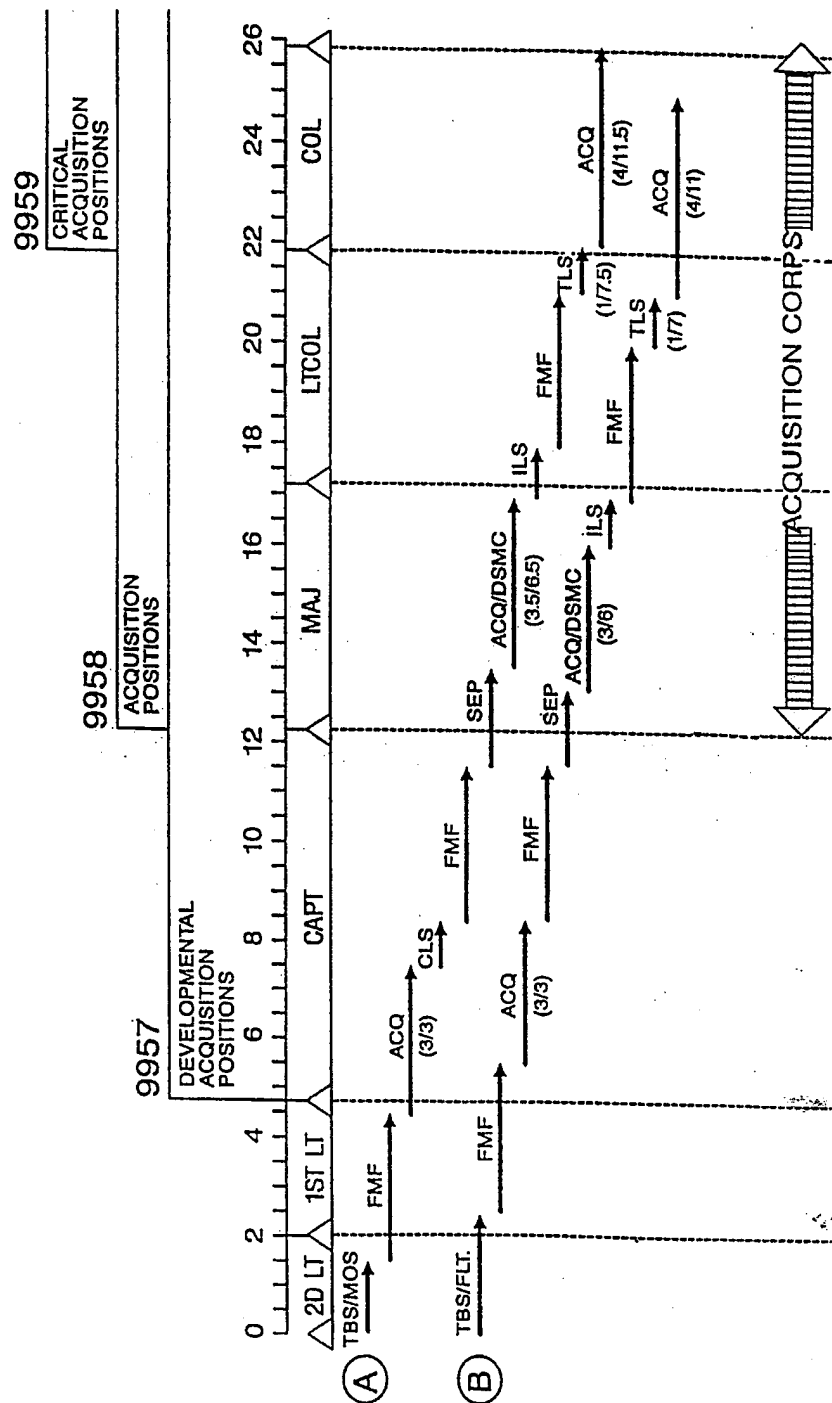 9959
CRITICAL
ACQUISITION
POSITIONS
9958
ACQUISITION
POSITIONS
9957
DEVELOPMENTAL
ACQUISITION
POSITIONS
0 2 4 6 8 10 12 14 16 18 20 22 24 26
2D LT 1ST LT CAPT MAJ LTCOL COL
A
TBS/MOS
FMF
ACQ
(3/3)
CLS
FMF
SEP
ACQ/DSMC
(3.5/6.5)
ILS
FMF
TLS
(1/7.5)
ACQ
(4/11.5)
B
TBS/FLT.
FMF
ACQ
(3/3)
FMF
SEP
ACQ/DSMC
(3/6)
ILS
FMF
TLS
(1/7)
ACQ
(4/11)
ACQUISITION CORPS